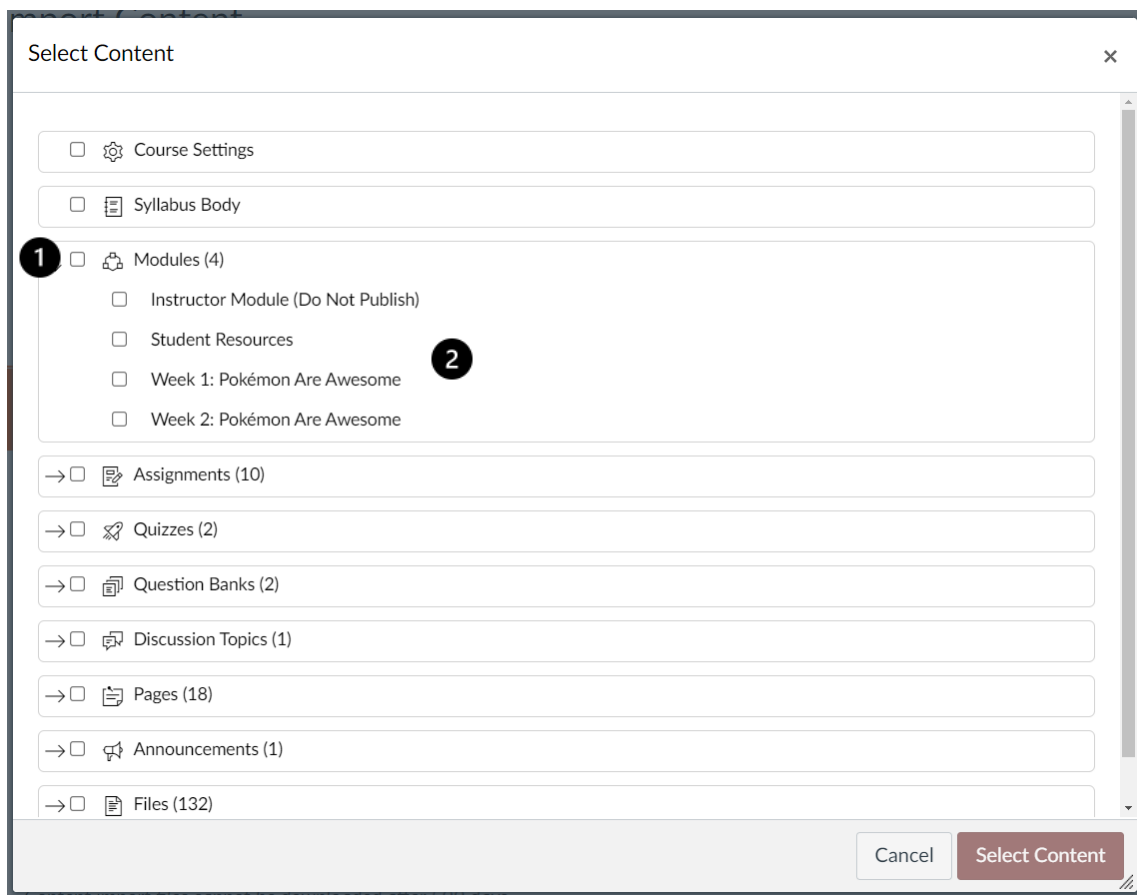 Import Content
Select Content
×
Course Settings
Syllabus Body
1
Modules (4)
Instructor Module (Do Not Publish)
Student Resources
2
Week 1: Pokémon Are Awesome
Week 2: Pokémon Are Awesome
Assignments (10)
Quizzes (2)
Question Banks (2)
Discussion Topics (1)
Pages (18)
Announcements (1)
Files (132)
Cancel
Select Content